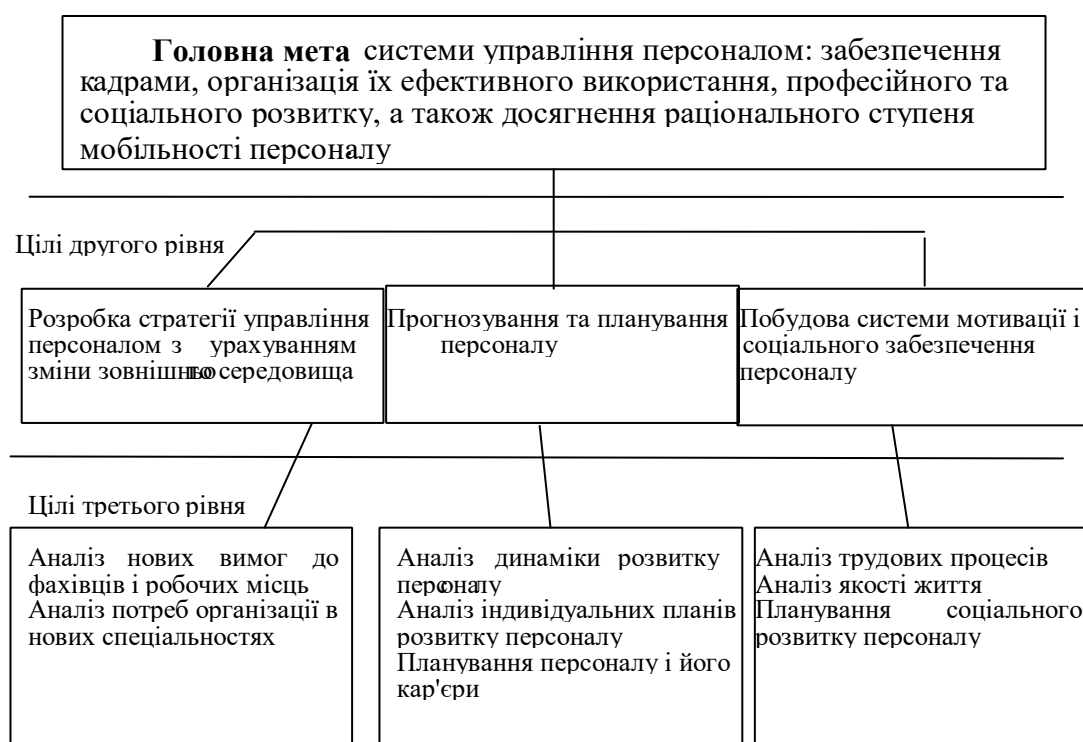 Головна мета системи управління персоналом: забезпечення
кадрами, організація їх ефективного використання, професійного та
соціального розвитку, а також досягнення раціонального ступеня
мобільності персоналу
Цілі другого рівня
Розробка стратегії управління
персоналом з урахуванням
зміни зовнішнього середовища
Прогнозування та планування
персоналу
Побудова системи мотивації і
соціального забезпечення
персоналу
Цілі третього рівня
Аналіз нових вимог до
фахівців і робочих місць
Аналіз потреб організації в
нових спеціальностях
Аналіз динаміки розвитку
персоналу
Аналіз індивідуальних планів
розвитку персоналу
Планування персоналу і його
кар'єри
Аналіз трудових процесів
Аналіз якості життя
Планування соціального
розвитку персоналу